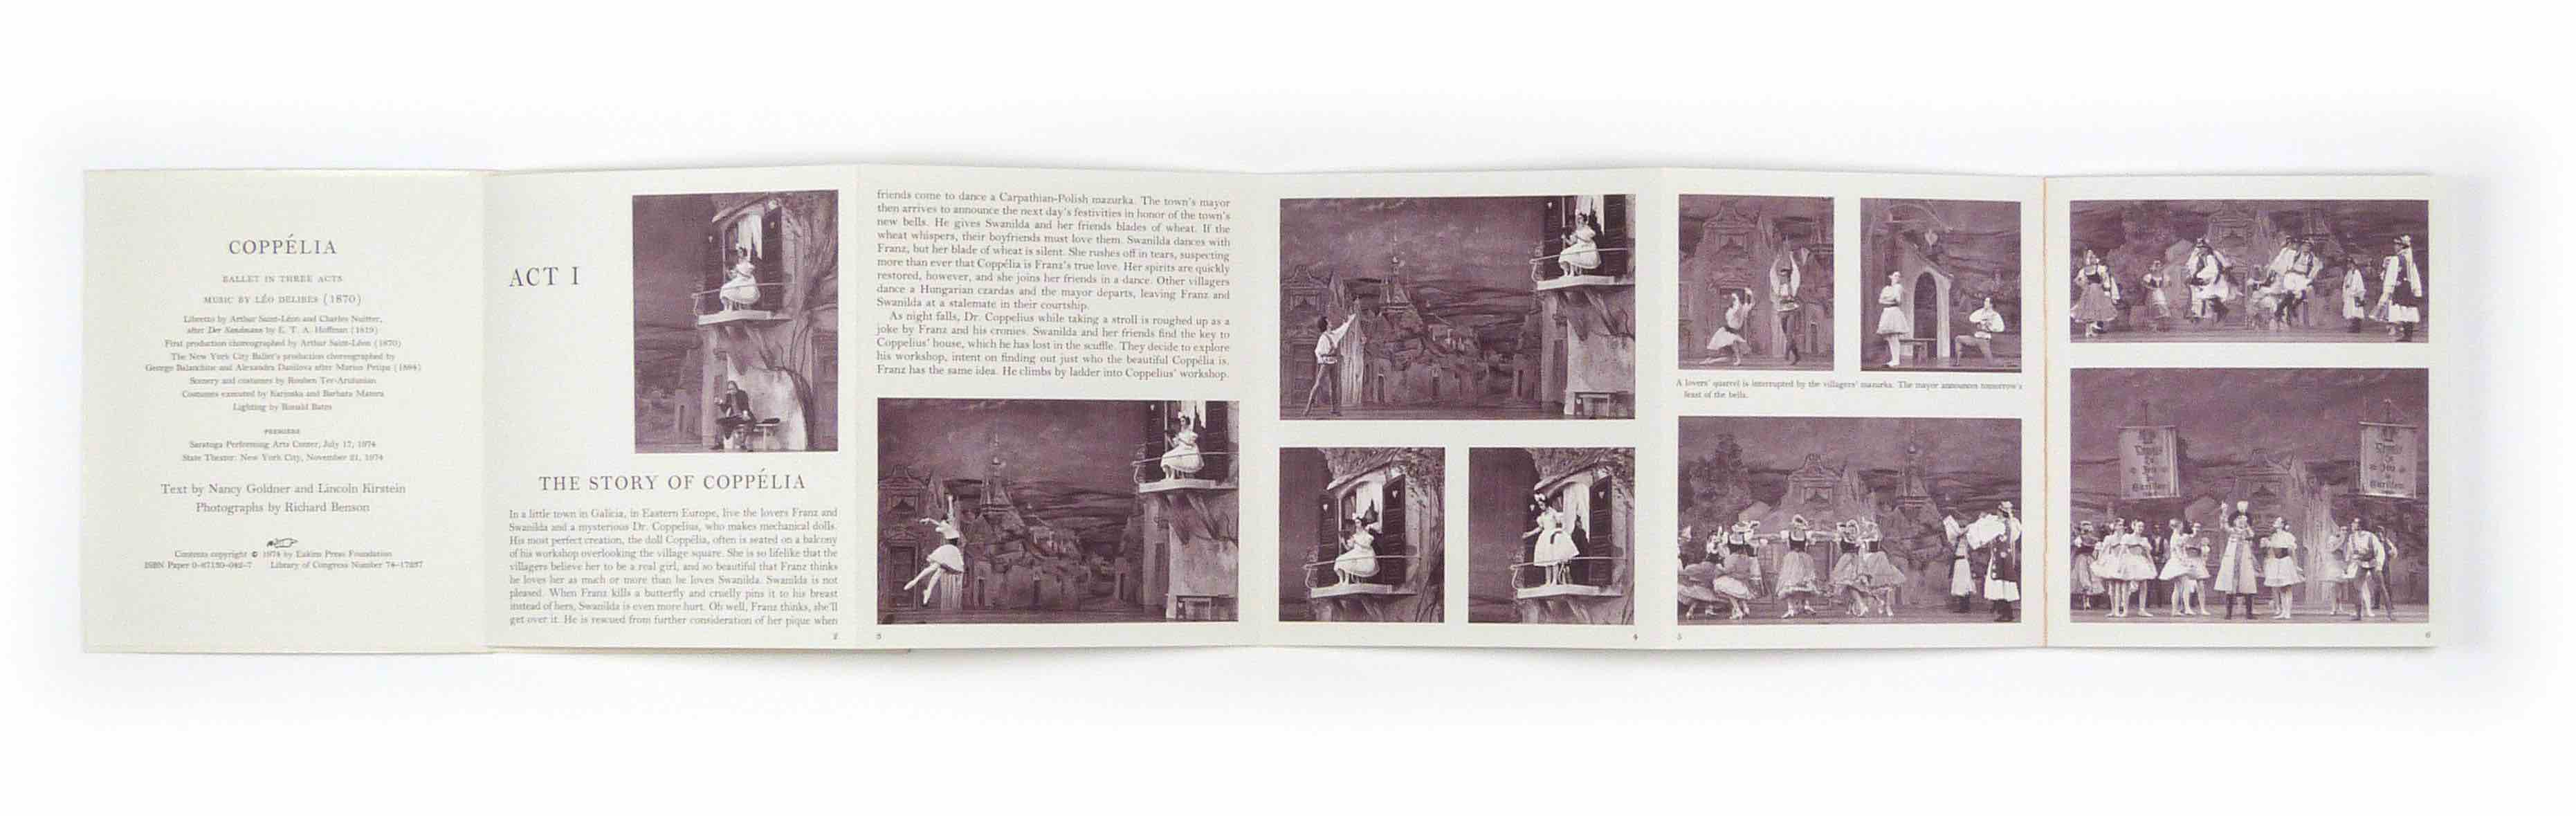 COPPÉLIA
BALLET IN THREE ACTS
MUSIC BY LÉO DELIBES (1870)
Libretto by Arthur Saint-Léon and Charles Nuitter,
after Der Sandmann by E. T. A. Hoffman (1815)
First production choreographed by Arthur Saint-Léon (1870)
The New York City Ballet's production choreographed by
George Balanchine and Alexandra Danilova after Marius Petipa (1884)
Scenery and costumes by Rouben Ter-Arutunian
Costumes executed by Karinska and Barbara Matera
Lighting by Ronald Bates
PREMIERE
Saratoga Performing Arts Center, July 17, 1974
State Theater: New York City, November 21, 1974
Text by Nancy Goldner and Lincoln Kirstein
Photographs by Richard Benson
Contents copyright © 1974 by Eakins Press Foundation
ISBN Paper 0-87130-042-7 Library of Congress Number 74-17237
ACT I
THE STORY OF COPPÉLIA
In a little town in Galicia, in Eastern Europe, live the lovers Franz and
Swanilda and a mysterious Dr. Coppelius, who makes mechanical dolls.
His most perfect creation, the doll Coppélia, often is seated on a balcony
of his workshop overlooking the village square. She is so lifelike that the
villagers believe her to be a real girl, and so beautiful that Franz thinks
he loves her as much or more than he loves Swanilda. Swanilda is not
pleased. When Franz kills a butterfly and cruelly pins it to his breast
instead of hers, Swanilda is even more hurt. Oh well, Franz thinks, she'll
get over it. He is rescued from further consideration of her pique when
2
friends come to dance a Carpathian-Polish mazurka. The town's mayor
then arrives to announce the next day's festivities in honor of the town's
new bells. He gives Swanilda and her friends blades of wheat. If the
wheat whispers, their boyfriends must love them. Swanilda dances with
Franz, but her blade of wheat is silent. She rushes off in tears, suspecting
more than ever that Coppélia is Franz's true love. Her spirits are quickly
restored, however, and she joins her friends in a dance. Other villagers
dance a Hungarian czardas and the mayor departs, leaving Franz and
Swanilda at a stalemate in their courtship.
As night falls, Dr. Coppelius while taking a stroll is roughed up as a
joke by Franz and his cronies. Swanilda and her friends find the key to
Coppelius' house, which he has lost in the scuffle. They decide to explore
his workshop, intent on finding out just who the beautiful Coppélia is.
Franz has the same idea. He climbs by ladder into Coppelius' workshop.
3
4
A lovers' quarrel is interrupted by the villagers' mazurka. The mayor announces tomorrow's
feast of the bells.
5
6